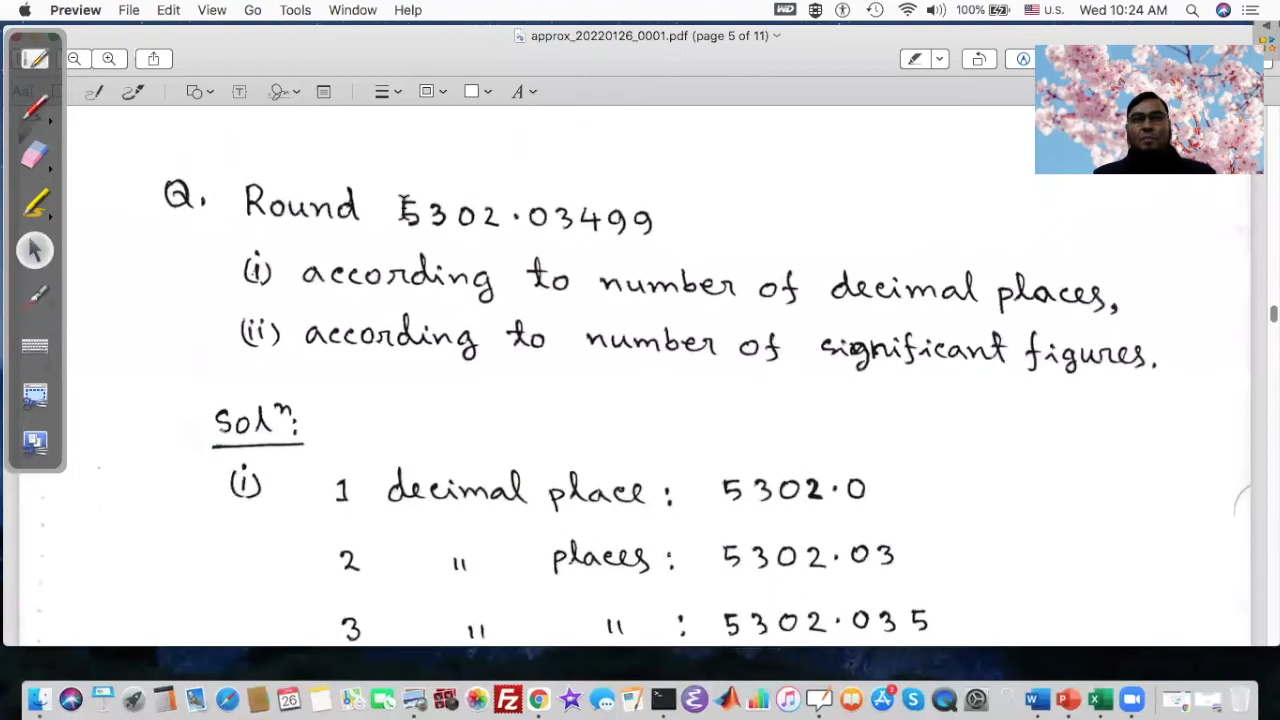 Preview File Edit View Go Tools Window Help 100% U.S. Wed 10:24 AM
approx_20220126_0001.pdf (page 5 of 11)
Q. Round 5302.03499
(i) according to number of decimal places,
(ii) according to number of significant figures.
Solⁿ:
(i) 1 decimal place : 5302.0
2 " places : 5302.03
3 " " : 5302.035